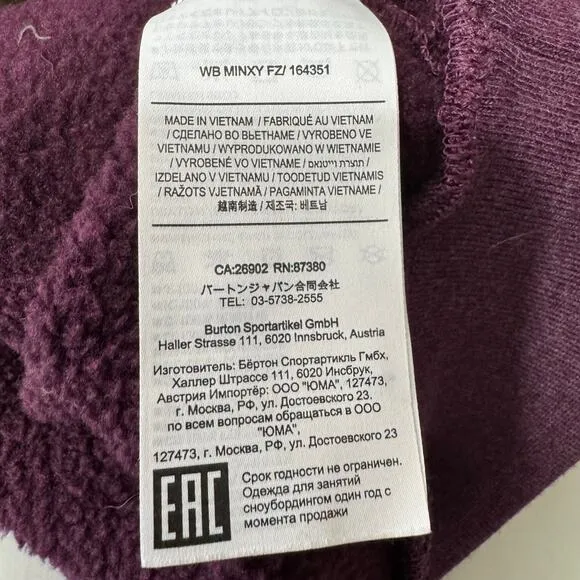 WB MINXY FZ/ 164351
MADE IN VIETNAM / FABRIQUÉ AU VIETNAM
/ СДЕЛАНО ВО ВЬЕТНАМЕ / VYROBENO VE
VIETNAMU / WYPRODUKOWANO W WIETNAMIE
/ VYROBENÉ VO VIETNAME / תוצרת וייטנאם /
IZDELANO V VIETNAMU / TOODETUD VIETNAMIS
/ RAŽOTS VJETNAMĀ / PAGAMINTA VIETNAME /
越南制造 / 제조국: 베트남
CA:26902 RN:87380
バートンジャパン合同会社
TEL: 03-5738-2555
Burton Sportartikel GmbH
Haller Strasse 111, 6020 Innsbruck, Austria
Изготовитель: Бёртон Спортартикль Гмбх,
Халлер Штрассе 111, 6020 Инсбрук,
Австрия Импортёр: ООО "ЮМА", 127473,
г. Москва, РФ, ул. Достоевского 23.
по всем вопросам обращаться в ООО
"ЮМА",
127473, г. Москва, РФ, ул. Достоевского 23
EAC
Срок годности не ограничен.
Одежда для занятий
сноубордингом один год с
момента продажи